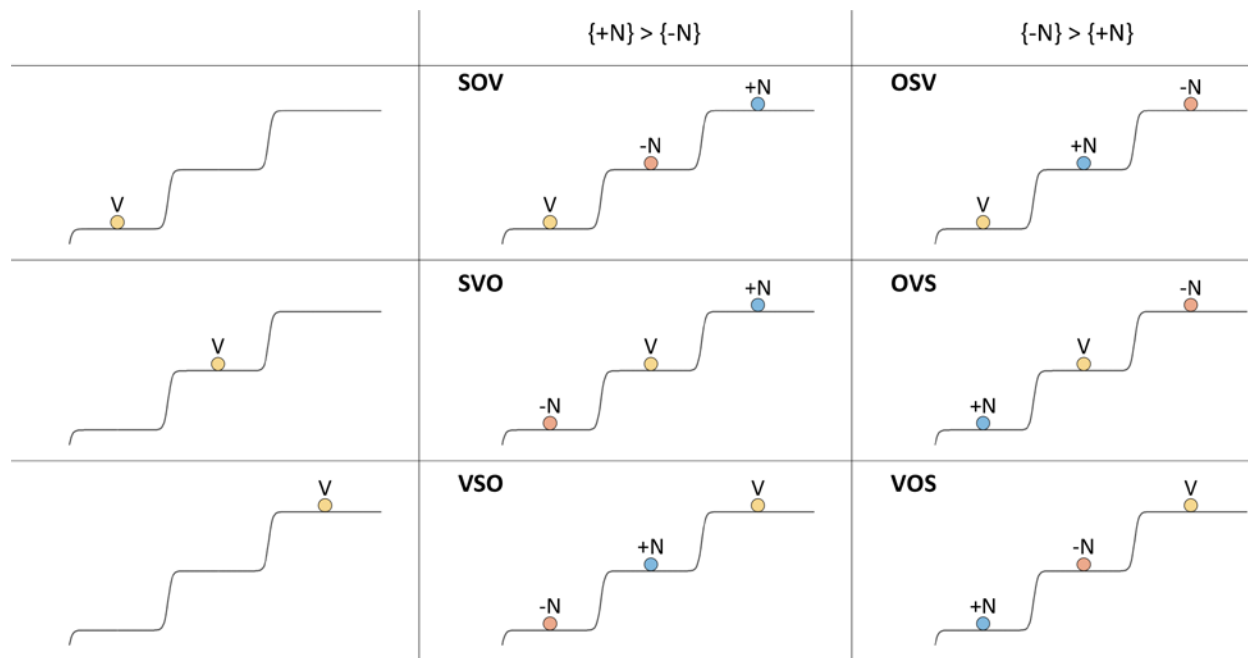 {+N} > {-N}
{-N} > {+N}
V
SOV
+N
-N
V
OSV
-N
+N
V
V
SVO
+N
V
-N
OVS
-N
V
+N
V
VSO
V
+N
-N
VOS
V
-N
+N